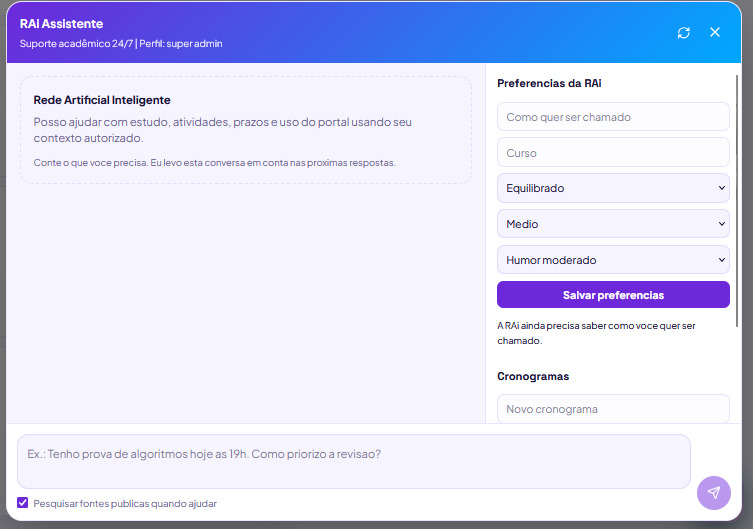 RAi Assistente
Suporte acadêmico 24/7 | Perfil: super admin
Rede Artificial Inteligente
Posso ajudar com estudo, atividades, prazos e uso do portal usando seu
contexto autorizado.
Conte o que voce precisa. Eu levo esta conversa em conta nas proximas respostas.
Preferencias da RAi
Como quer ser chamado
Curso
Equilibrado
Medio
Humor moderado
Salvar preferencias
A RAi ainda precisa saber como voce quer ser
chamado.
Cronogramas
Novo cronograma
Ex.: Tenho prova de algoritmos hoje as 19h. Como priorizo a revisao?
Pesquisar fontes publicas quando ajudar